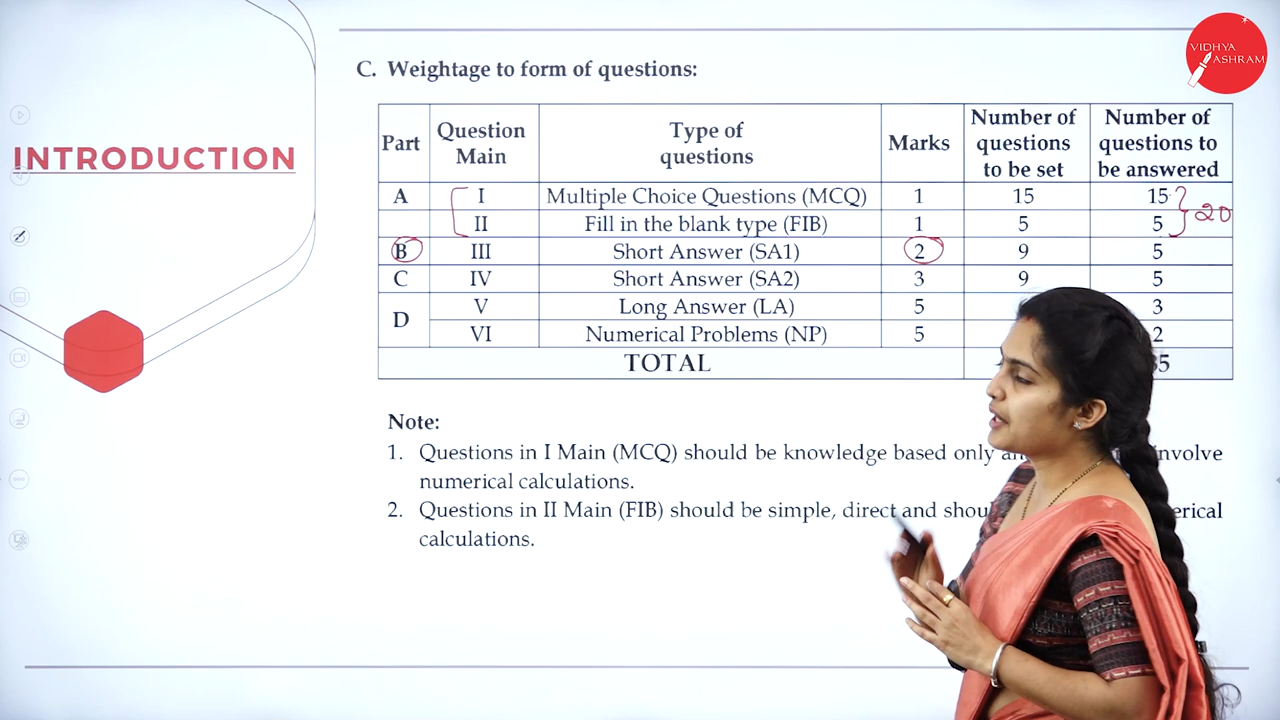 VIDHYA
ASHRAM
INTRODUCTION
C. Weightage to form of questions:
Part Question Main Type of questions Marks Number of questions to be set Number of questions to be answered
A I Multiple Choice Questions (MCQ) 1 15 15
II Fill in the blank type (FIB) 1 5 5 20
B III Short Answer (SA1) 2 9 5
C IV Short Answer (SA2) 3 9 5
D V Long Answer (LA) 5 3
VI Numerical Problems (NP) 5 2
TOTAL
Note:
1. Questions in I Main (MCQ) should be knowledge based only involve
numerical calculations.
2. Questions in II Main (FIB) should be simple, direct and
calculations.